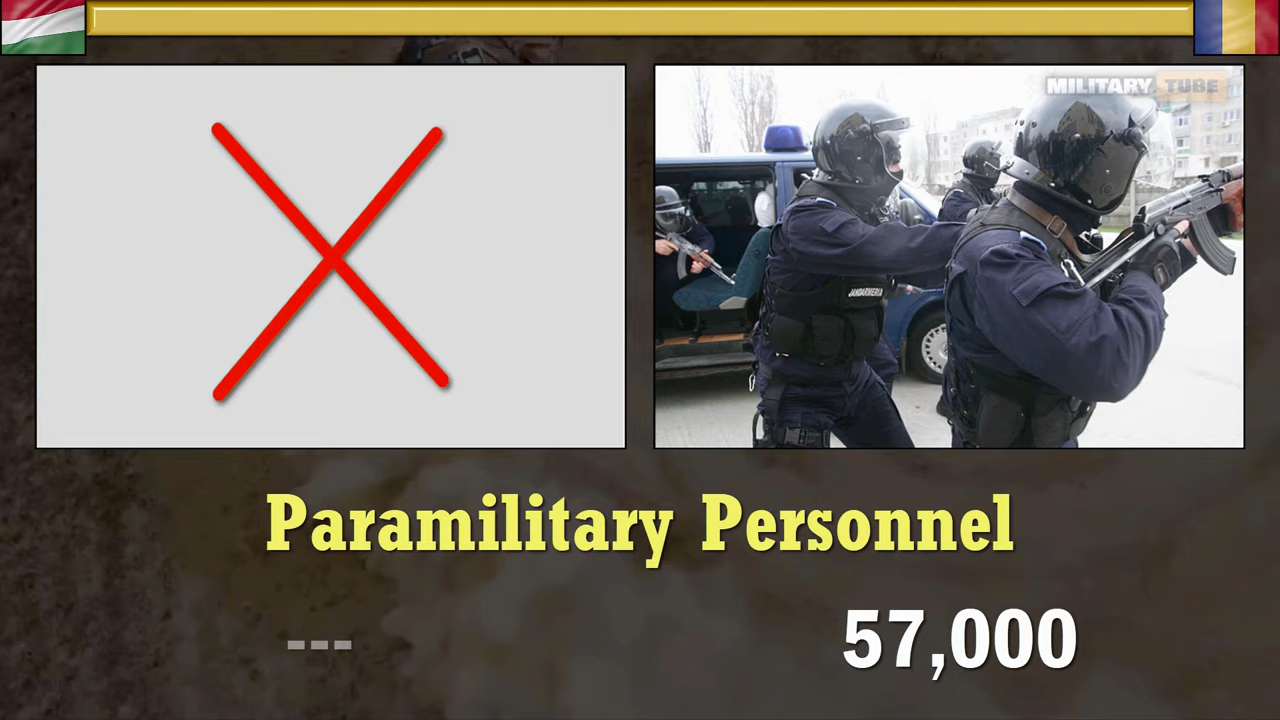 MILITARY TUBE
JANDARMERIA
Paramilitary Personnel
---
57,000